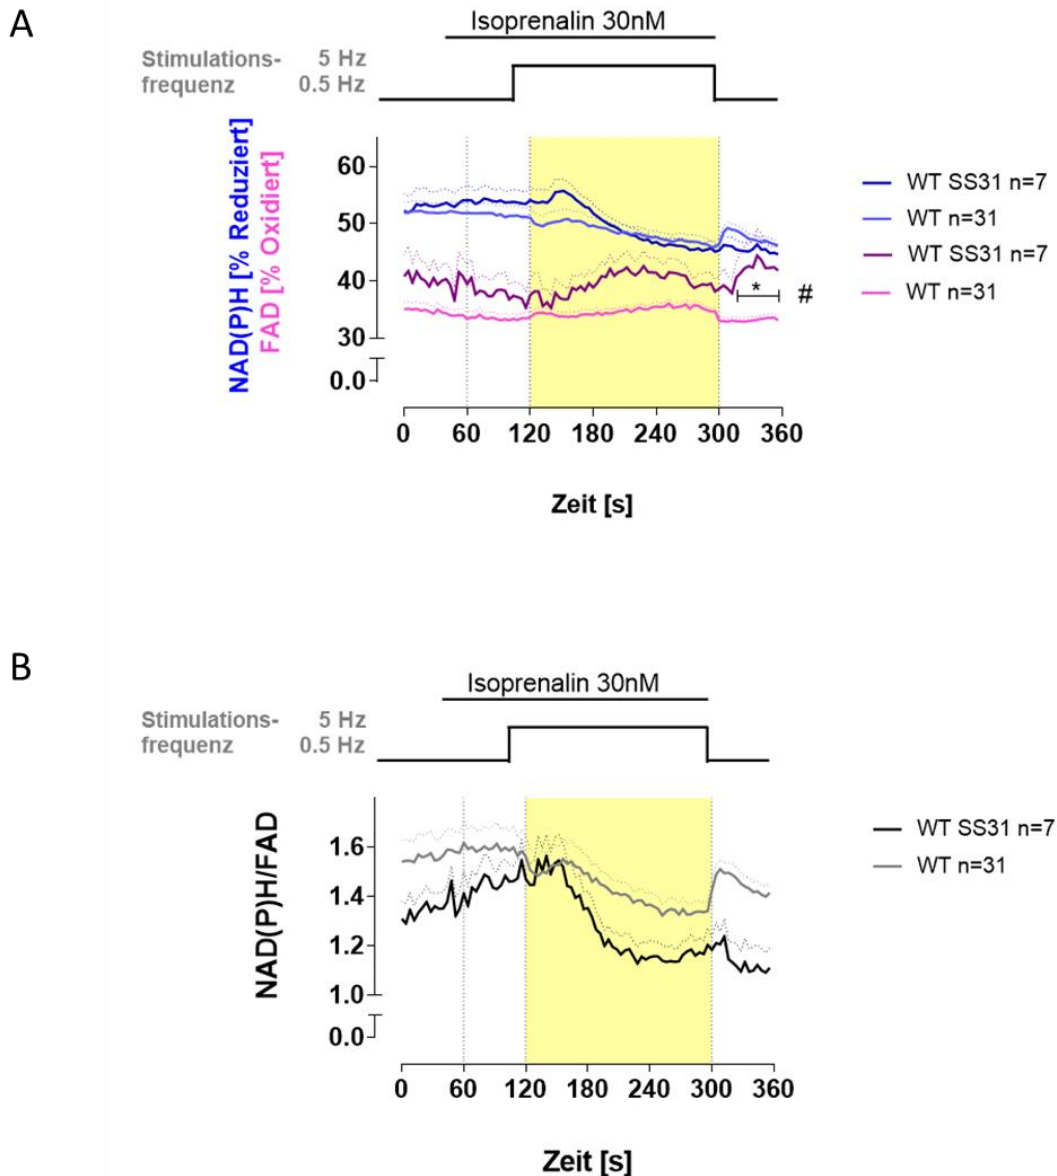 A
Isoprenalin 30nM
Stimulations-
frequenz
5 Hz
0.5 Hz
NAD(P)H [% Reduziert]
FAD [% Oxidiert]
60
50
40
30
0.0
*
#
WT SS31 n=7
WT n=31
WT SS31 n=7
WT n=31
0 60 120 180 240 300 360
Zeit [s]
B
Isoprenalin 30nM
Stimulations-
frequenz
5 Hz
0.5 Hz
NAD(P)H/FAD
1.6
1.4
1.2
1.0
0.0
WT SS31 n=7
WT n=31
0 60 120 180 240 300 360
Zeit [s]